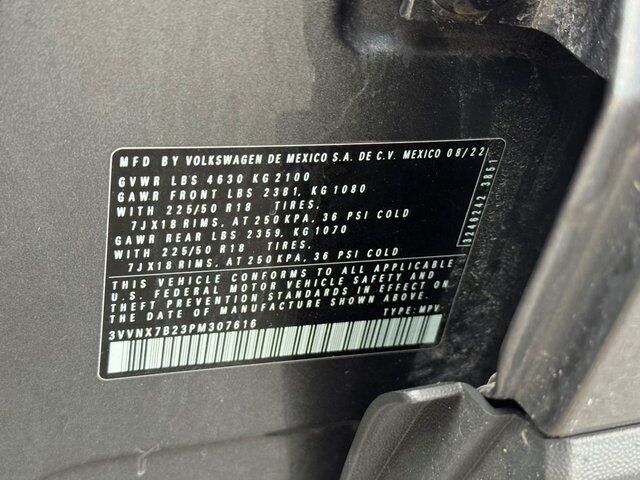 MFD BY VOLKSWAGEN DE MEXICO S.A. DE C.V. MEXICO 08/22
GVWR LBS 4630 KG 2100
GAWR FRONT LBS 2381, KG 1080
WITH 225/50 R18 TIRES,
7JX18 RIMS, AT 250 KPA, 36 PSI COLD
GAWR REAR LBS 2359, KG 1070
WITH 225/50 R18 TIRES,
7JX18 RIMS, AT 250 KPA, 36 PSI COLD
THIS VEHICLE CONFORMS TO ALL APPLICABLE
U.S. FEDERAL MOTOR VEHICLE SAFETY AND
THEFT PREVENTION STANDARDS IN EFFECT ON
THE DATE OF MANUFACTURE SHOWN ABOVE.
3VVNX7B23PM307616 TYPE: MPV
32492242 3851